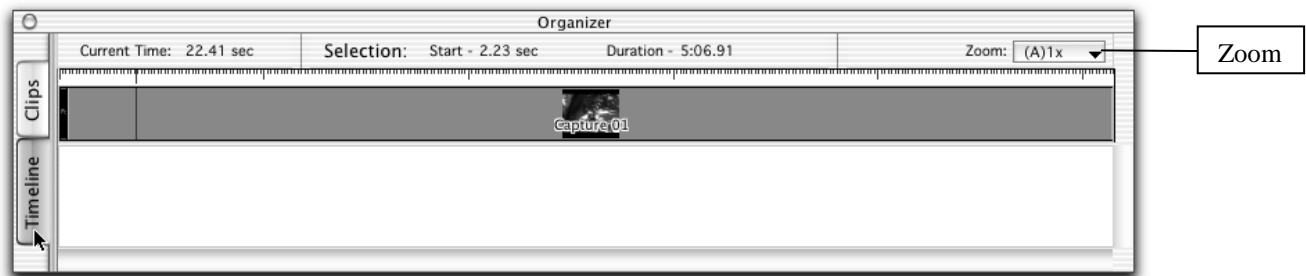 Organizer
Current Time: 22.41 sec Selection: Start - 2.23 sec Duration - 5:06.91 Zoom: (A)1x
Zoom
Clips
Capture 01
Timeline